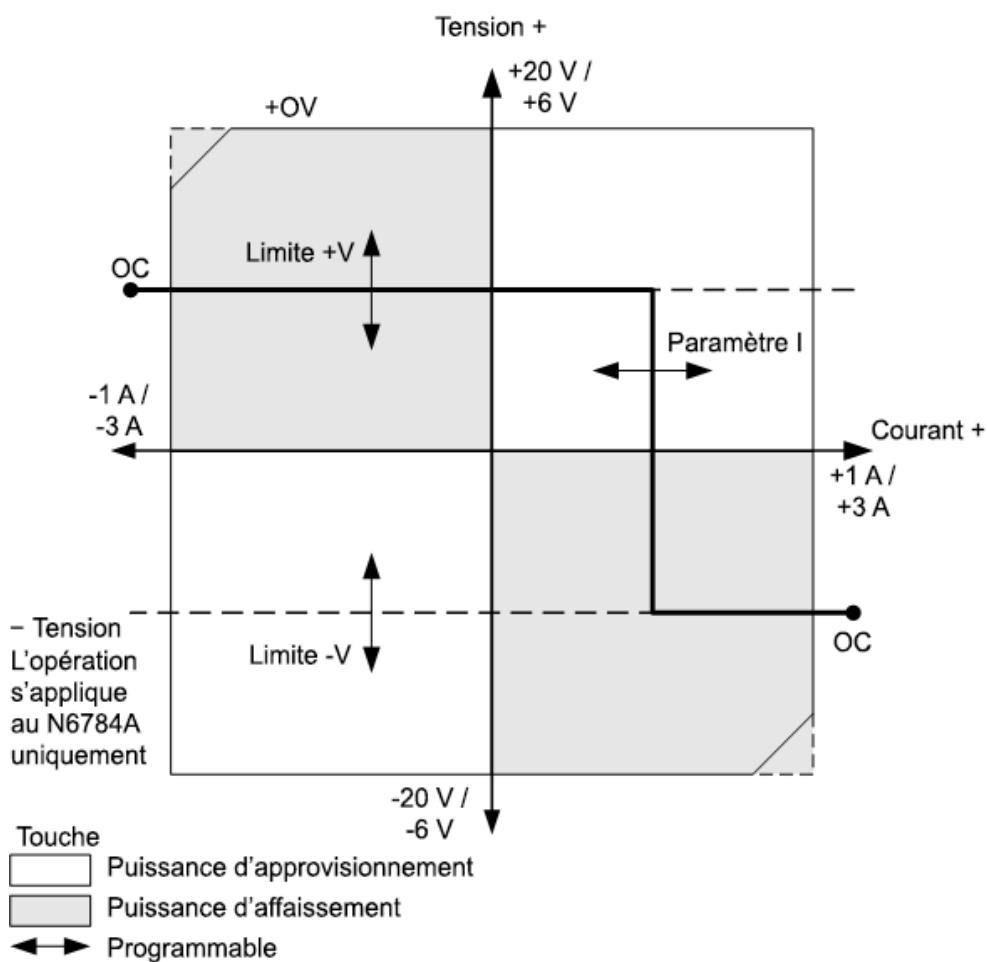 Tension +
+20 V /
+6 V
+OV
Limite +V
OC
Paramètre I
-1 A /
-3 A
Courant +
+1 A /
+3 A
– Tension
L'opération
s'applique
au N6784A
uniquement
Limite -V
OC
-20 V /
-6 V
Touche
Puissance d'approvisionnement
Puissance d'affaissement
Programmable